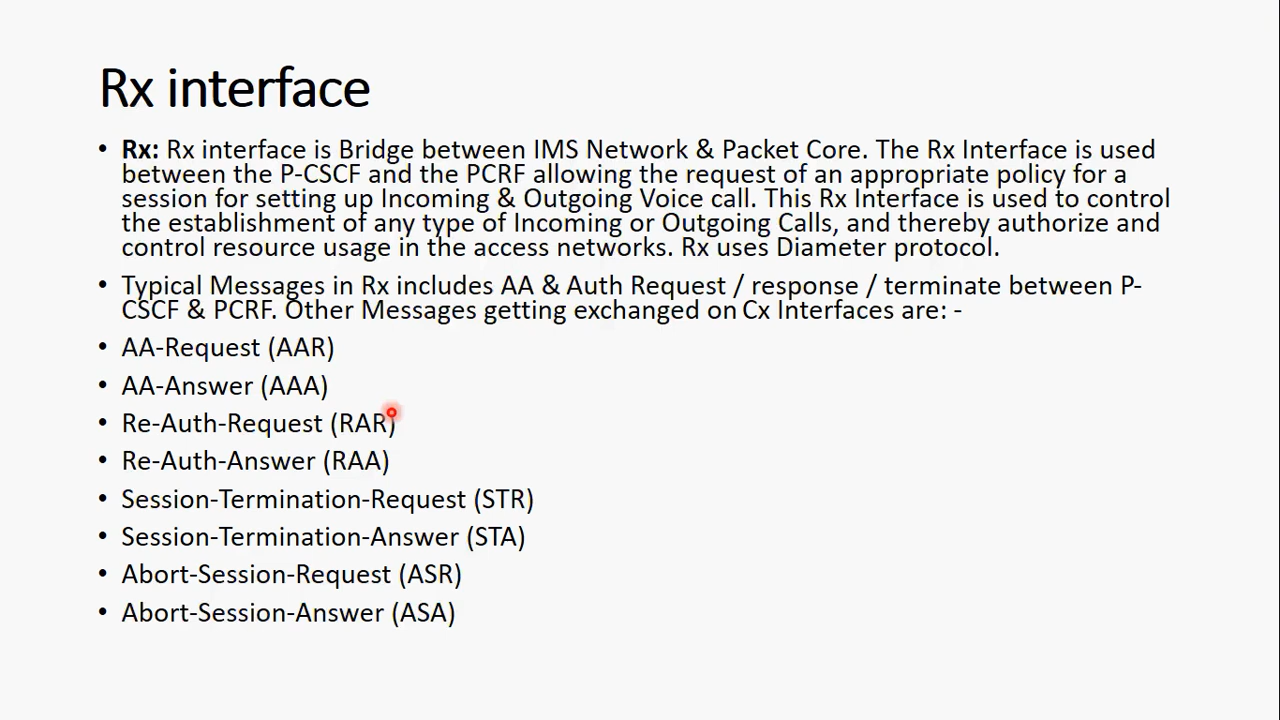 Rx interface
• Rx: Rx interface is Bridge between IMS Network & Packet Core. The Rx Interface is used
between the P-CSCF and the PCRF allowing the request of an appropriate policy for a
session for setting up Incoming & Outgoing Voice call. This Rx Interface is used to control
the establishment of any type of Incoming or Outgoing Calls, and thereby authorize and
control resource usage in the access networks. Rx uses Diameter protocol.
• Typical Messages in Rx includes AA & Auth Request / response / terminate between P-
CSCF & PCRF. Other Messages getting exchanged on Cx Interfaces are: -
• AA-Request (AAR)
• AA-Answer (AAA)
• Re-Auth-Request (RAR)
• Re-Auth-Answer (RAA)
• Session-Termination-Request (STR)
• Session-Termination-Answer (STA)
• Abort-Session-Request (ASR)
• Abort-Session-Answer (ASA)